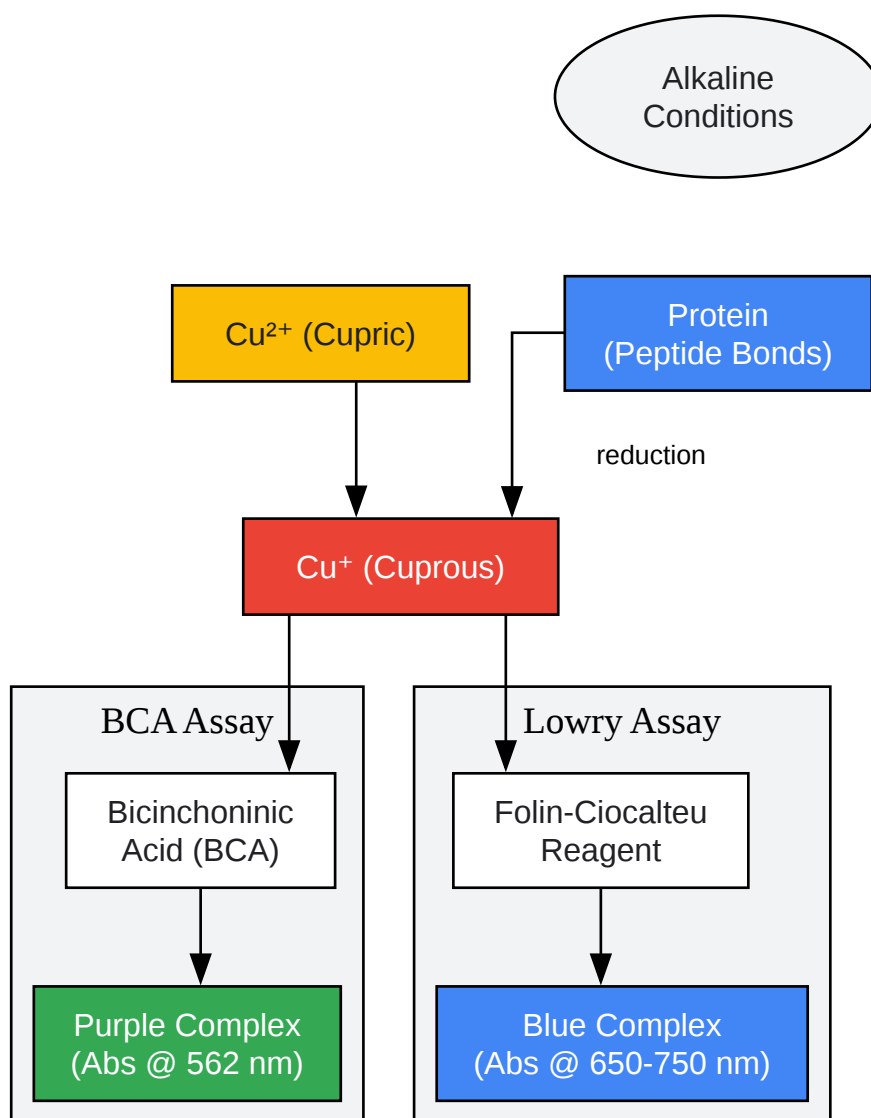 Alkaline
Conditions
Cu²⁺ (Cupric)
Protein
(Peptide Bonds)
reduction
Cu⁺ (Cuprous)
BCA Assay
Bicinchoninic
Acid (BCA)
Purple Complex
(Abs @ 562 nm)
Lowry Assay
Folin-Ciocalteu
Reagent
Blue Complex
(Abs @ 650-750 nm)